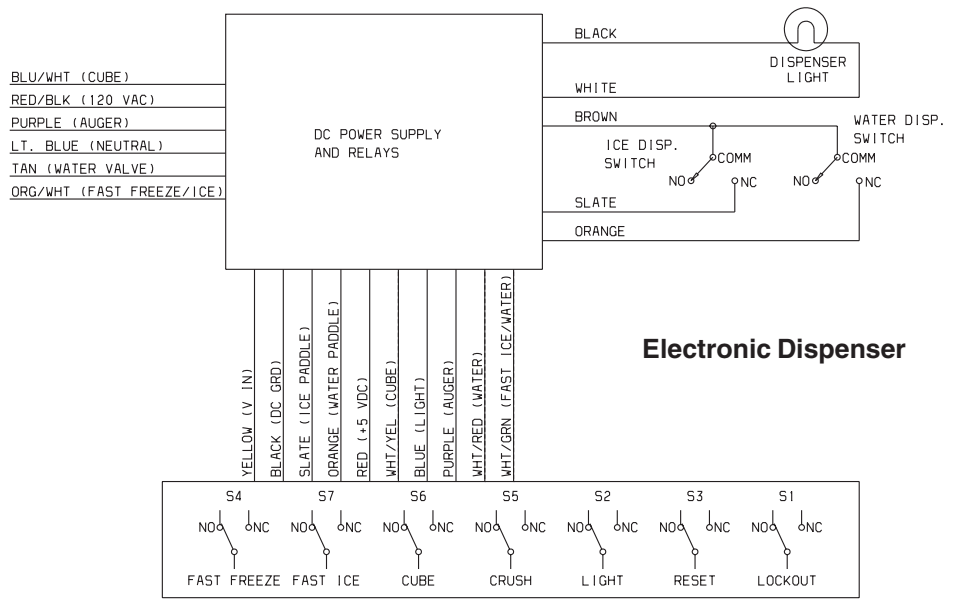 BLACK
DISPENSER
LIGHT
WHITE
BLU/WHT (CUBE)
RED/BLK (120 VAC)
PURPLE (AUGER)
LT. BLUE (NEUTRAL)
TAN (WATER VALVE)
ORG/WHT (FAST FREEZE/ICE)
DC POWER SUPPLY
AND RELAYS
BROWN
ICE DISP.
SWITCH
COMM
NO
NC
WATER DISP.
SWITCH
COMM
NO
NC
SLATE
ORANGE
Electronic Dispenser
YELLOW (V IN)
BLACK (DC GRD)
SLATE (ICE PADDLE)
ORANGE (WATER PADDLE)
RED (+5 VDC)
WHT/YEL (CUBE)
BLUE (LIGHT)
PURPLE (AUGER)
WHT/RED (WATER)
WHT/GRN (FAST ICE/WATER)
S4 S7 S6 S5 S2 S3 S1
NO NC NO NC NO NC NO NC NO NC NO NC NO NC
FAST FREEZE FAST ICE CUBE CRUSH LIGHT RESET LOCKOUT